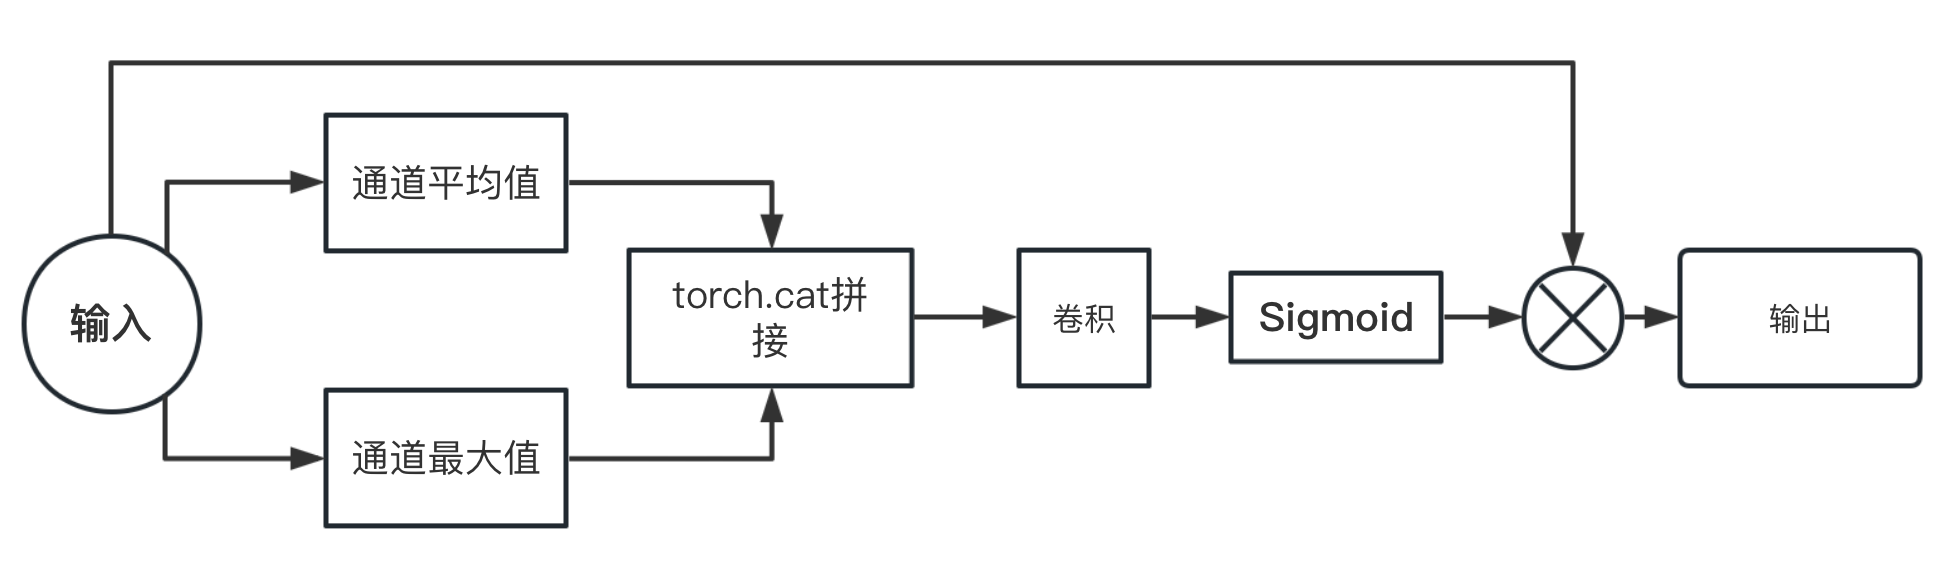 输入
通道平均值
通道最大值
torch.cat拼
接
卷积
Sigmoid
输出